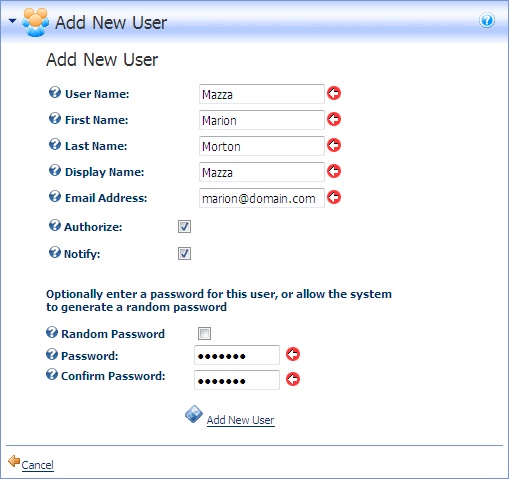 Add New User
Add New User
User Name: Mazza
First Name: Marion
Last Name: Morton
Display Name: Mazza
Email Address: marion@domain.com
Authorize:
Notify:
Optionally enter a password for this user, or allow the system
to generate a random password
Random Password
Password: •••••••
Confirm Password: •••••••
Add New User
Cancel